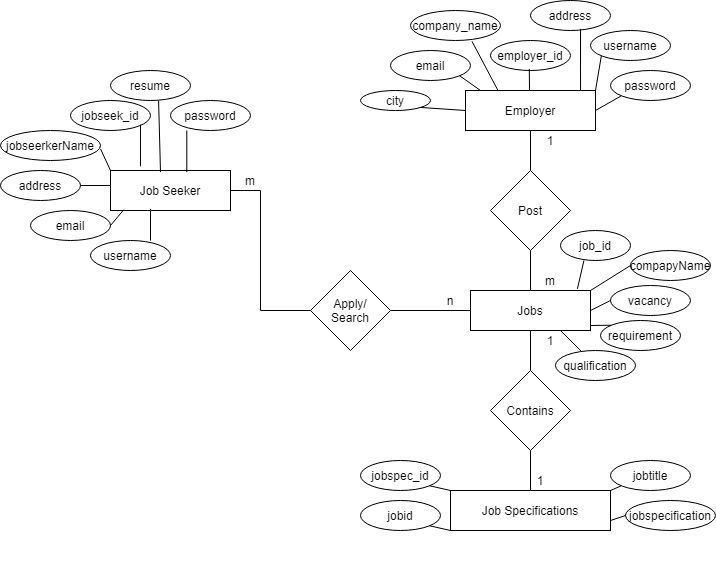 address
company_name
username
employer_id
email
password
resume
city
Employer
jobseek_id
password
1
jobseerkerName
m
address
Job Seeker
Post
email
job_id
username
compapyName
m
vacancy
n
Apply/
Search
Jobs
requirement
1
qualification
Contains
jobspec_id
jobtitle
1
Job Specifications
jobid
jobspecification